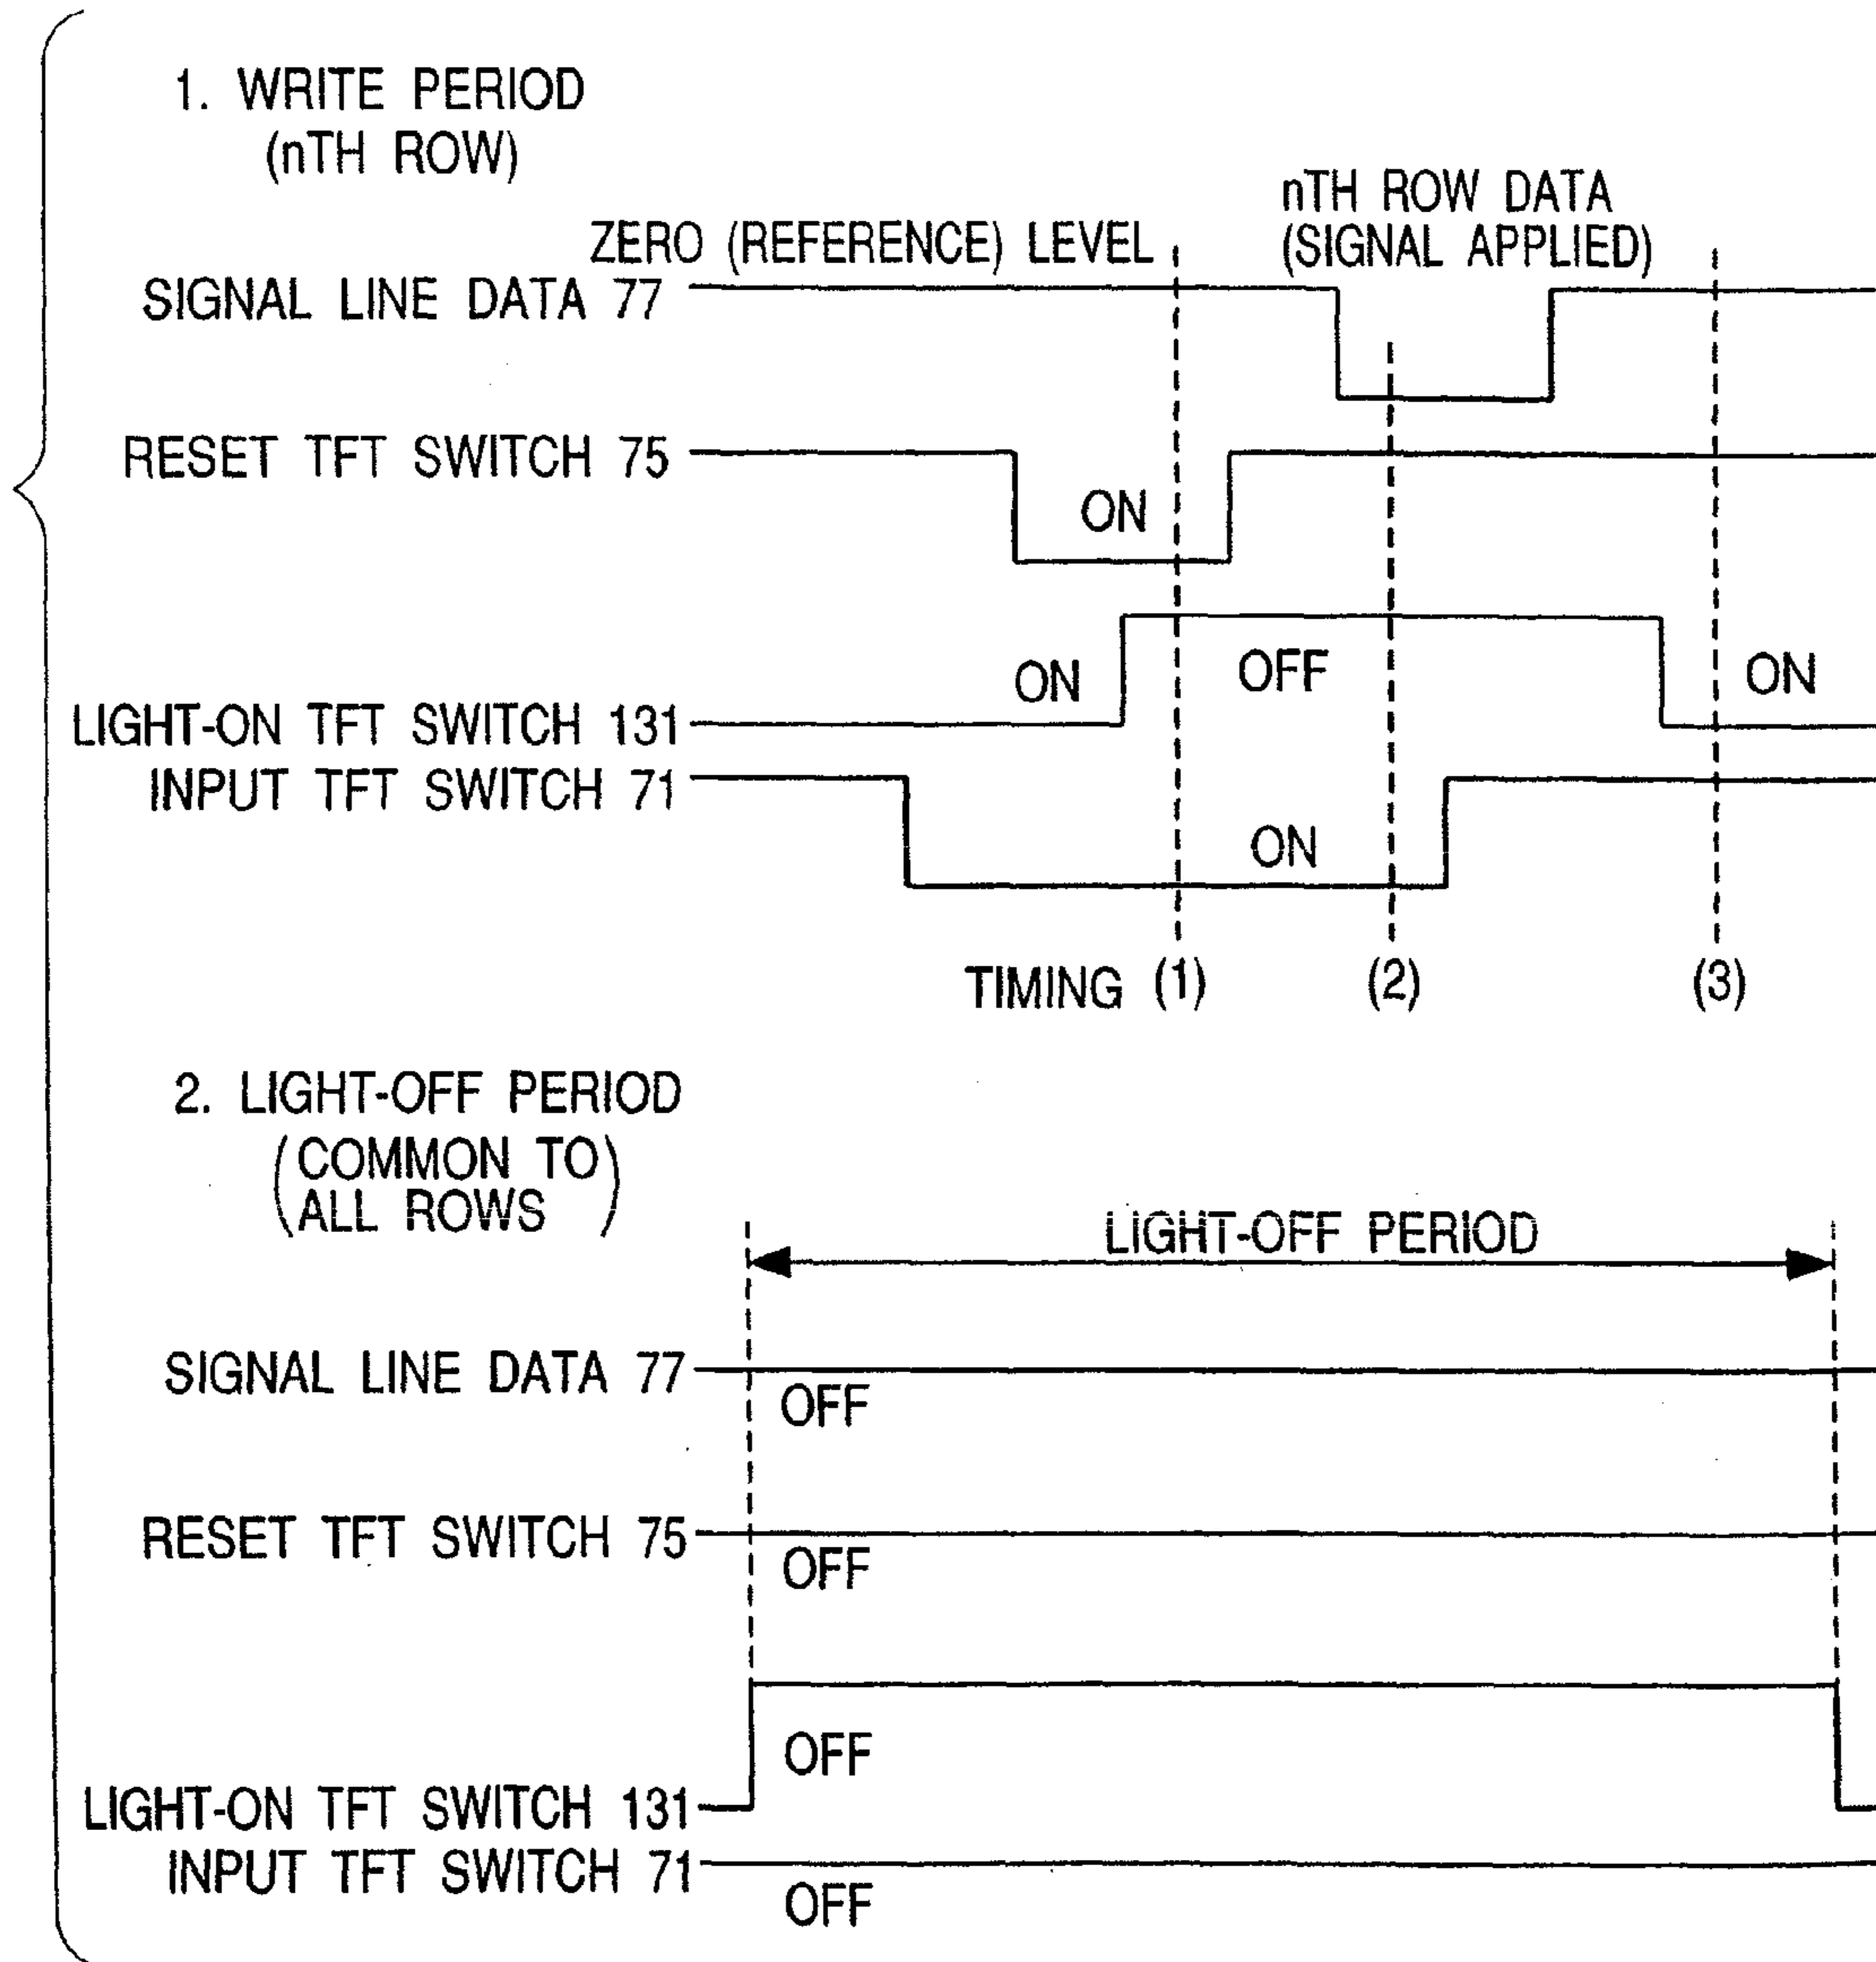 1. WRITE PERIOD
(nTH ROW)
nTH ROW DATA
(SIGNAL APPLIED)
ZERO (REFERENCE) LEVEL
SIGNAL LINE DATA 77
RESET TFT SWITCH 75
ON
ON OFF ON
LIGHT-ON TFT SWITCH 131
INPUT TFT SWITCH 71
ON
TIMING (1) (2) (3)
2. LIGHT-OFF PERIOD
(COMMON TO
ALL ROWS)
LIGHT-OFF PERIOD
SIGNAL LINE DATA 77
OFF
RESET TFT SWITCH 75
OFF
OFF
LIGHT-ON TFT SWITCH 131
INPUT TFT SWITCH 71
OFF